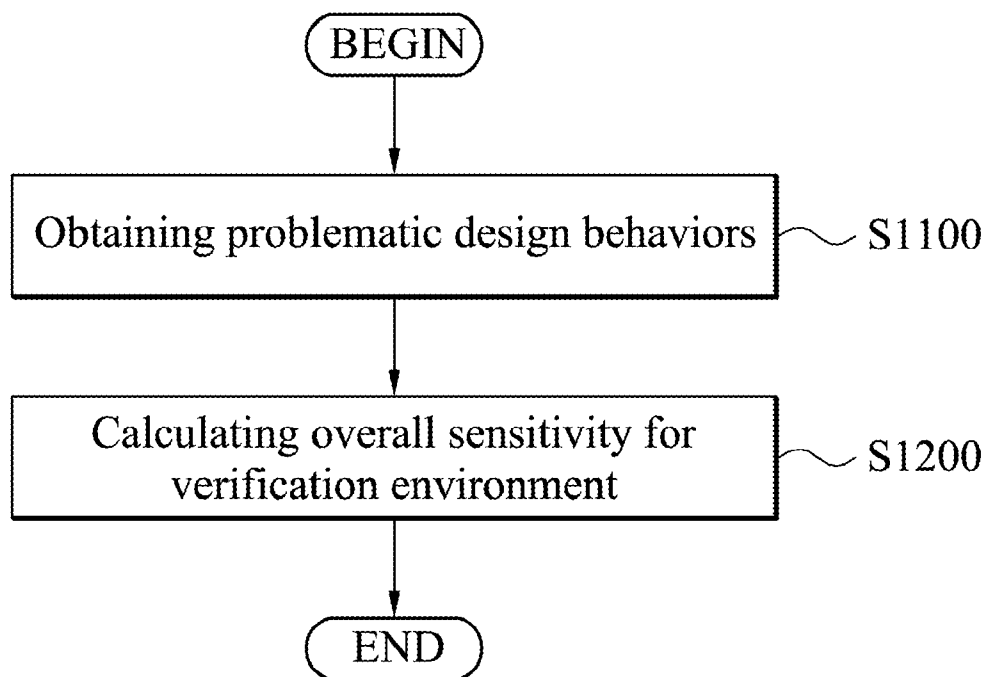 BEGIN
Obtaining problematic design behaviors
S1100
Calculating overall sensitivity for
verification environment
S1200
END